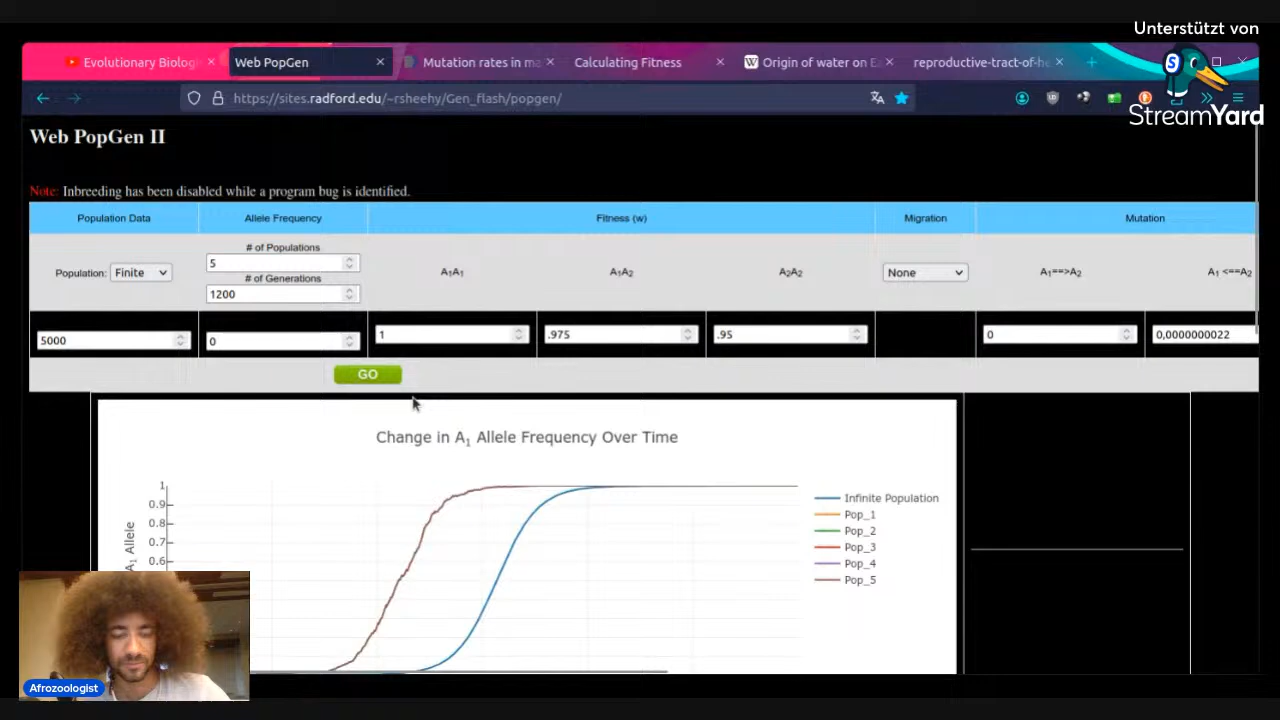 Unterstützt von
StreamYard
Evolutionary Biologi
Web PopGen
Mutation rates in ma
Calculating Fitness
Origin of water on Ea
reproductive-tract-of-he
https://sites.radford.edu/~rsheehy/Gen_flash/popgen/
Web PopGen II
Note: Inbreeding has been disabled while a program bug is identified.
Population Data Allele Frequency Fitness (w) Migration Mutation
# of Populations
5
# of Generations
1200
Population: Finite
A1A1 A1A2 A2A2
None
A1==>A2 A1 <==A2
5000 0 1 .975 .95 0 0,0000000022
GO
Change in A1 Allele Frequency Over Time
1
0.9
0.8
0.7
0.6
A1 Allele
Infinite Population
Pop_1
Pop_2
Pop_3
Pop_4
Pop_5
Afrozoologist